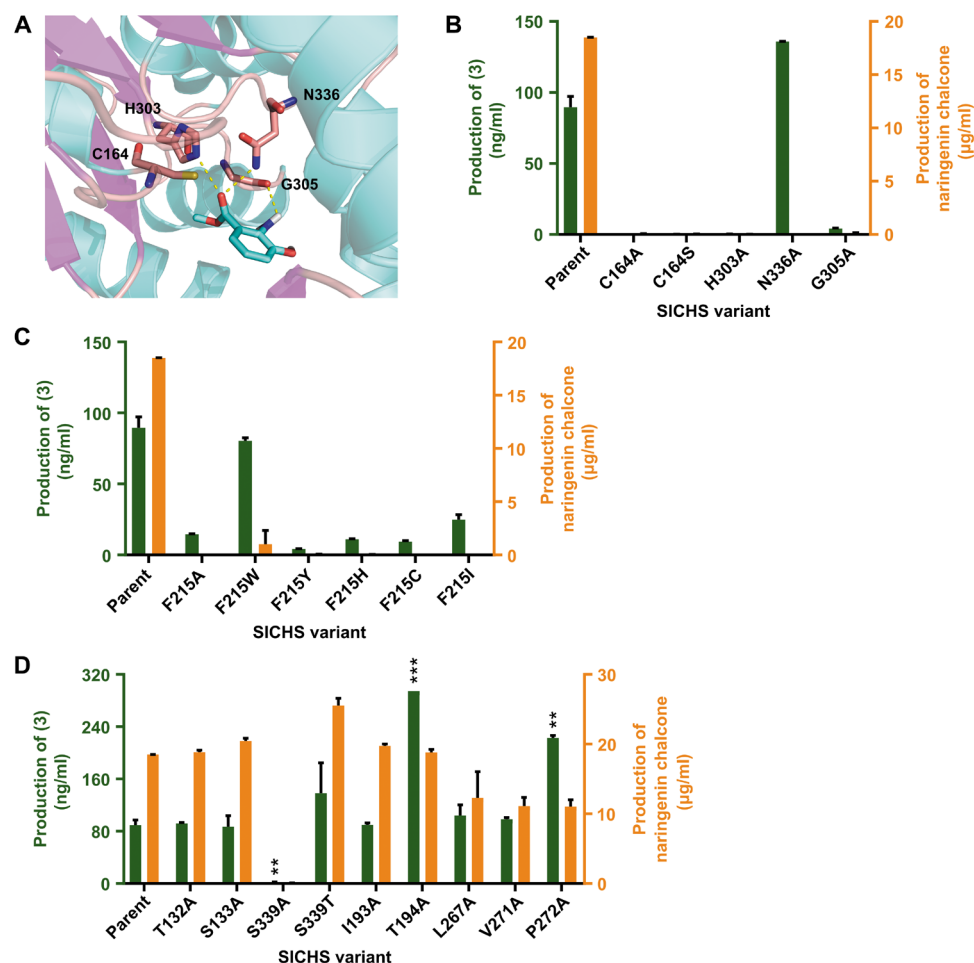 A
H303
N336
C164
G305
B
Production of (3)
(ng/ml)
150
100
50
0
20
15
10
5
0
Production of
naringenin chalcone
(µg/ml)
Parent
C164A
C164S
H303A
N336A
G305A
SICHS variant
C
Production of (3)
(ng/ml)
150
100
50
0
20
15
10
5
0
Production of
naringenin chalcone
(µg/ml)
Parent
F215A
F215W
F215Y
F215H
F215C
F215I
SICHS variant
D
Production of (3)
(ng/ml)
320
240
160
80
0
**
***
**
30
20
10
0
Production of
naringenin chalcone
(µg/ml)
Parent
T132A
S133A
S339A
S339T
I193A
T194A
L267A
V271A
P272A
SICHS variant